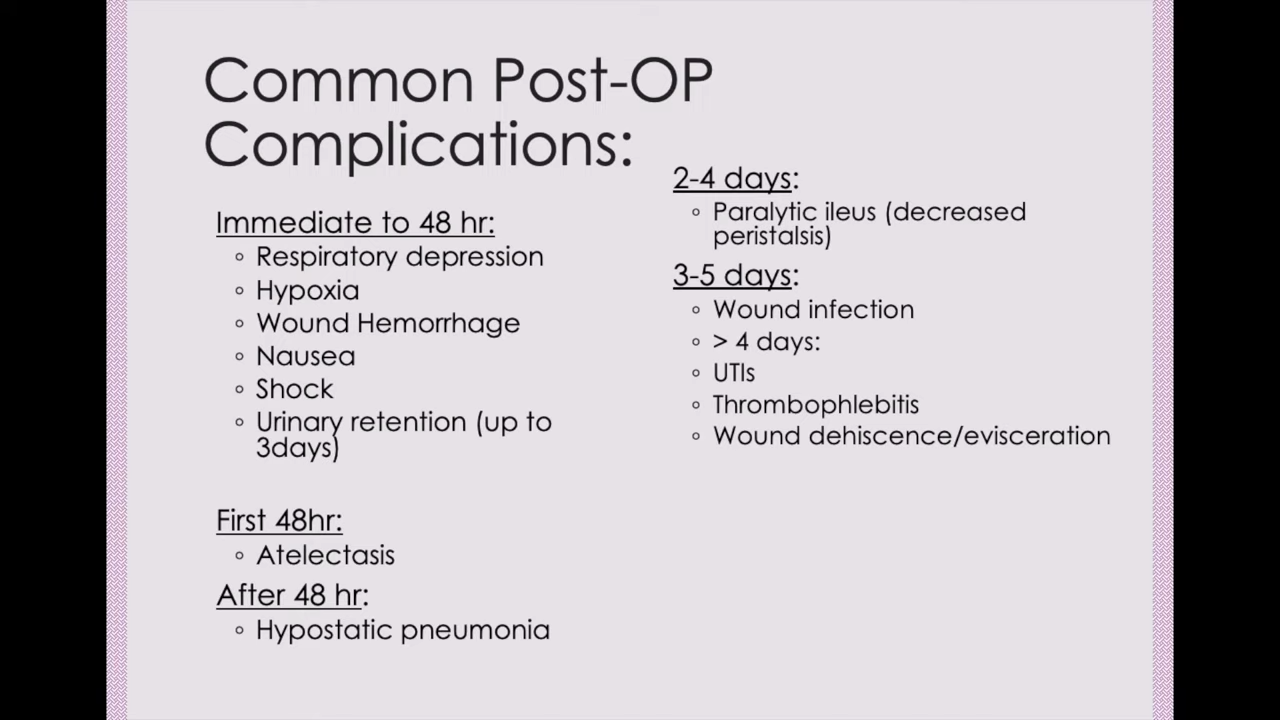 Common Post-OP
Complications:
Immediate to 48 hr:
Respiratory depression
Hypoxia
Wound Hemorrhage
Nausea
Shock
Urinary retention (up to
3days)
First 48hr:
Atelectasis
After 48 hr:
Hypostatic pneumonia
2-4 days:
Paralytic ileus (decreased
peristalsis)
3-5 days:
Wound infection
> 4 days:
UTIs
Thrombophlebitis
Wound dehiscence/evisceration